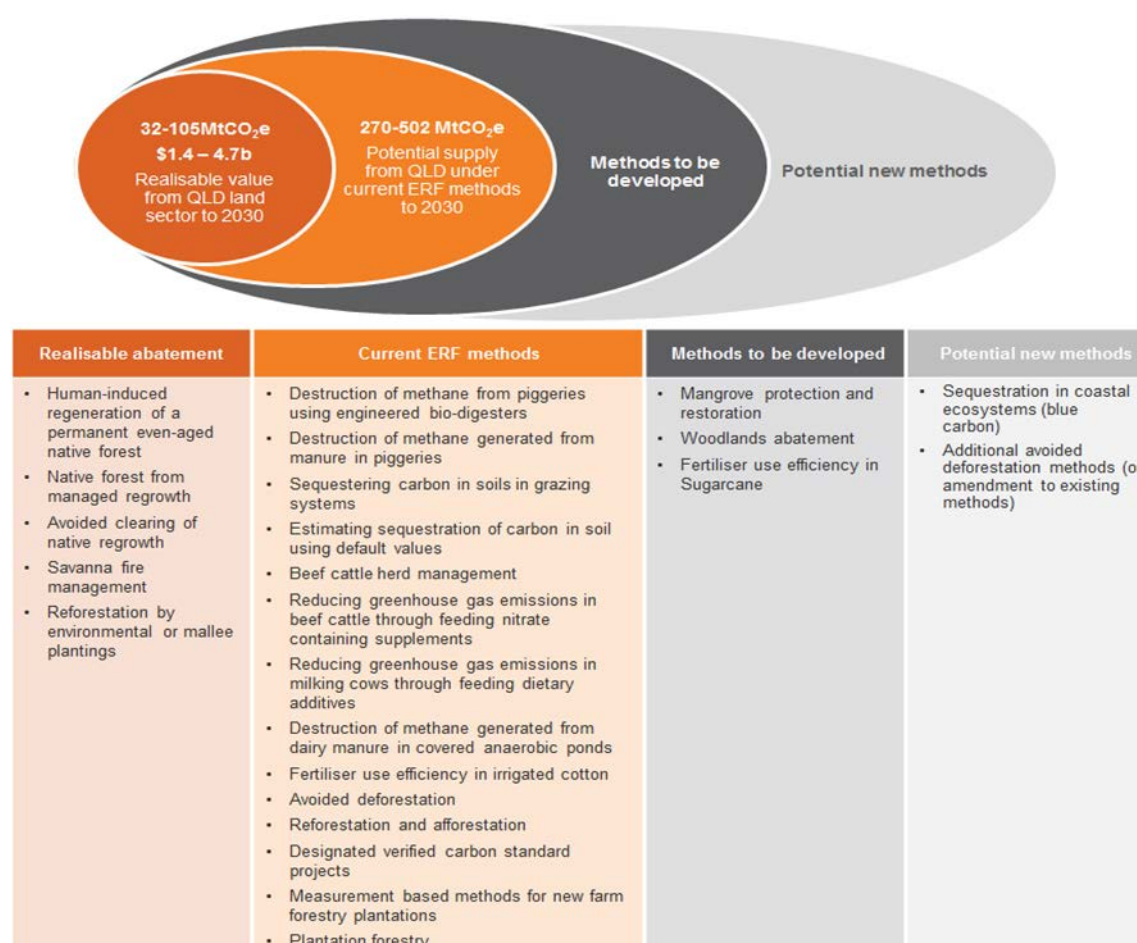 32-105MtCO₂e
$1.4 – 4.7b
Realisable value
from QLD land
sector to 2030
270-502 MtCO₂e
Potential supply
from QLD under
current ERF methods
to 2030
Methods to be
developed
Potential new methods
Realisable abatement
• Human-induced
regeneration of a
permanent even-aged
native forest
• Native forest from
managed regrowth
• Avoided clearing of
native regrowth
• Savanna fire
management
• Reforestation by
environmental or mallee
plantings
Current ERF methods
• Destruction of methane from piggeries
using engineered bio-digesters
• Destruction of methane generated from
manure in piggeries
• Sequestering carbon in soils in grazing
systems
• Estimating sequestration of carbon in soil
using default values
• Beef cattle herd management
• Reducing greenhouse gas emissions in
beef cattle through feeding nitrate
containing supplements
• Reducing greenhouse gas emissions in
milking cows through feeding dietary
additives
• Destruction of methane generated from
dairy manure in covered anaerobic ponds
• Fertiliser use efficiency in irrigated cotton
• Avoided deforestation
• Reforestation and afforestation
• Designated verified carbon standard
projects
• Measurement based methods for new farm
forestry plantations
• Plantation forestry
Methods to be developed
• Mangrove protection and
restoration
• Woodlands abatement
• Fertiliser use efficiency in
Sugarcane
Potential new methods
• Sequestration in coastal
ecosystems (blue
carbon)
• Additional avoided
deforestation methods (o
amendment to existing
methods)